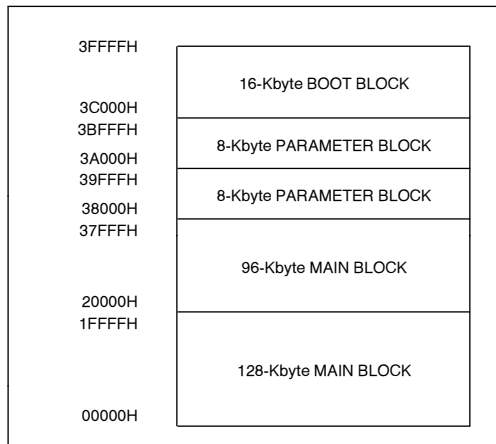 3FFFFH
16-Kbyte BOOT BLOCK
3C000H
3BFFFH
8-Kbyte PARAMETER BLOCK
3A000H
39FFFH
8-Kbyte PARAMETER BLOCK
38000H
37FFFH
96-Kbyte MAIN BLOCK
20000H
1FFFFH
128-Kbyte MAIN BLOCK
00000H